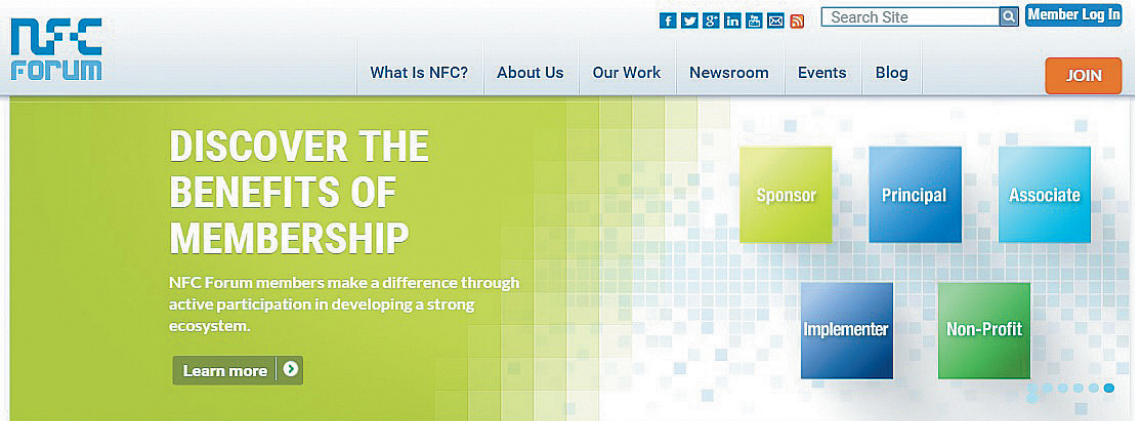 NFC
FORUM
Search Site
Member Log In
What Is NFC?
About Us
Our Work
Newsroom
Events
Blog
JOIN
DISCOVER THE
BENEFITS OF
MEMBERSHIP
NFC Forum members make a difference through
active participation in developing a strong
ecosystem.
Learn more
Sponsor
Principal
Associate
Implementer
Non-Profit